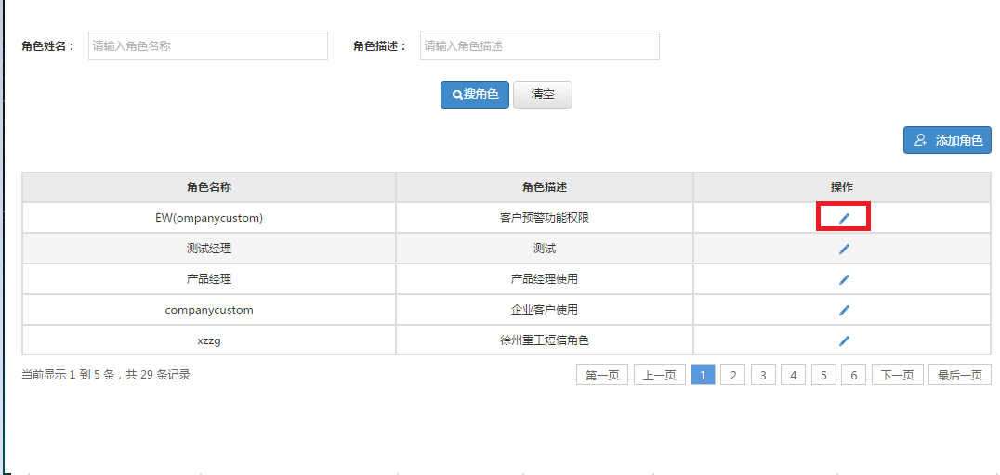 角色姓名： 请输入角色名称 角色描述： 请输入角色描述
搜角色 清空
添加角色
角色名称 角色描述 操作
EW(ompanycustom) 客户预警功能权限
测试经理 测试
产品经理 产品经理使用
companycustom 企业客户使用
xzzg 徐州重工短信角色
当前显示 1 到 5 条，共 29 条记录 第一页 上一页 1 2 3 4 5 6 下一页 最后一页